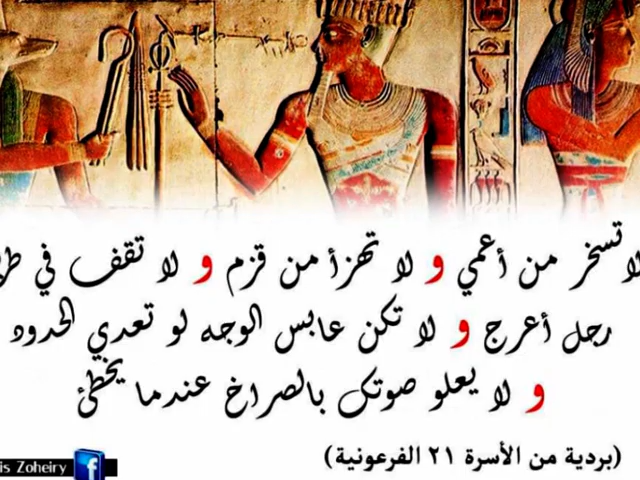 لا تسخر من أعمي و لا تهزأ من قزم و لا تقف في
رجل أعرج و لا تكن عابس الوجه لو تعدي الحدود
و لا يعلو صوتك بالصراخ عندما يخطئ
(بردية من الأسرة ٢١ الفرعونية)
is Zoheiry f